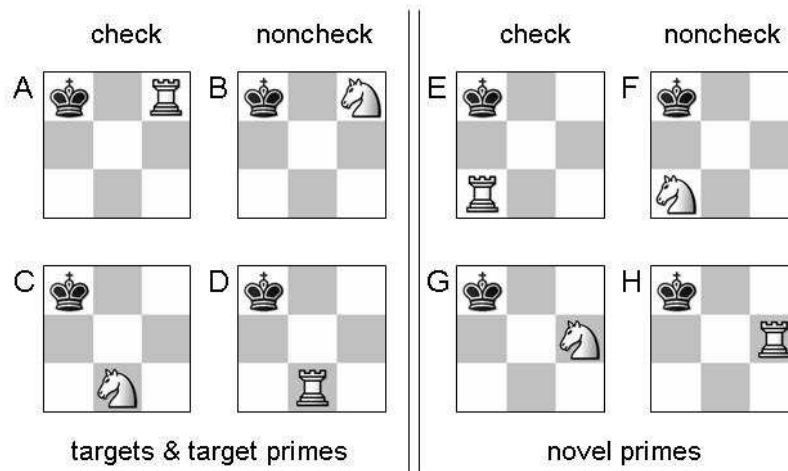 check noncheck check noncheck
A B E F
C D G H
targets & target primes novel primes